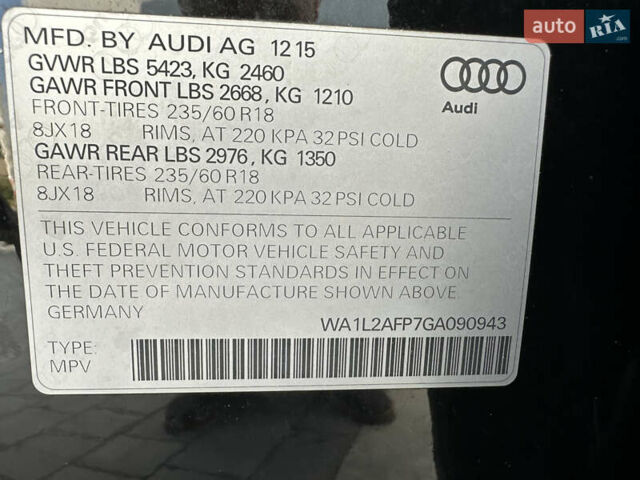 auto RIA.com
MFD. BY AUDI AG 12 15
GVWR LBS 5423, KG 2460
GAWR FRONT LBS 2668, KG 1210
FRONT-TIRES 235/60 R18
8JX18 RIMS, AT 220 KPA 32 PSI COLD
GAWR REAR LBS 2976, KG 1350
REAR-TIRES 235/60 R18
8JX18 RIMS, AT 220 KPA 32 PSI COLD
Audi
THIS VEHICLE CONFORMS TO ALL APPLICABLE
U.S. FEDERAL MOTOR VEHICLE SAFETY AND
THEFT PREVENTION STANDARDS IN EFFECT ON
THE DATE OF MANUFACTURE SHOWN ABOVE.
GERMANY
WA1L2AFP7GA090943
TYPE:
MPV